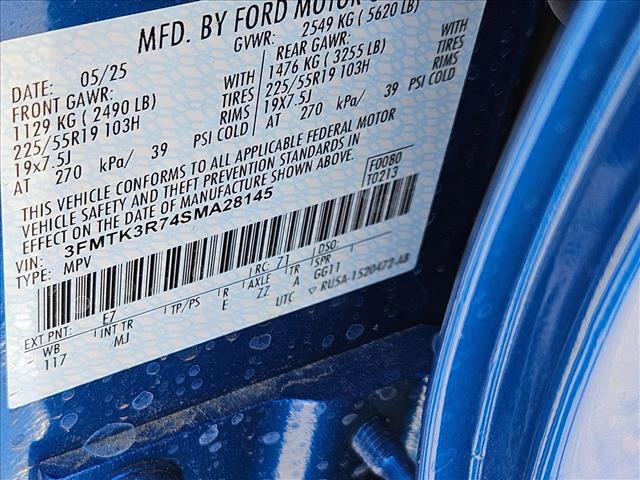 MFD. BY FORD MOTOR
DATE: 05/25 GVWR: 2549 KG ( 5620 LB)
FRONT GAWR: REAR GAWR:
1129 KG ( 2490 LB) WITH 1476 KG ( 3255 LB) WITH
225/55R19 103H TIRES 225/55R19 103H TIRES
19x7.5J RIMS 19X7.5J RIMS
AT 270 kPa/ 39 PSI COLD AT 270 kPa/ 39 PSI COLD
THIS VEHICLE CONFORMS TO ALL APPLICABLE FEDERAL MOTOR
VEHICLE SAFETY AND THEFT PREVENTION STANDARDS IN
EFFECT ON THE DATE OF MANUFACTURE SHOWN ABOVE.
VIN: 3FMTK3R74SMA28145
TYPE: MPV
F0080
T0213
EXT PNT: E7 RC: 71 DSO:
WB INT TR TP/PS R AXLE TR SPR
117 MJ E ZZ A GG11
UTC ▽ RU5A-1520472-AB